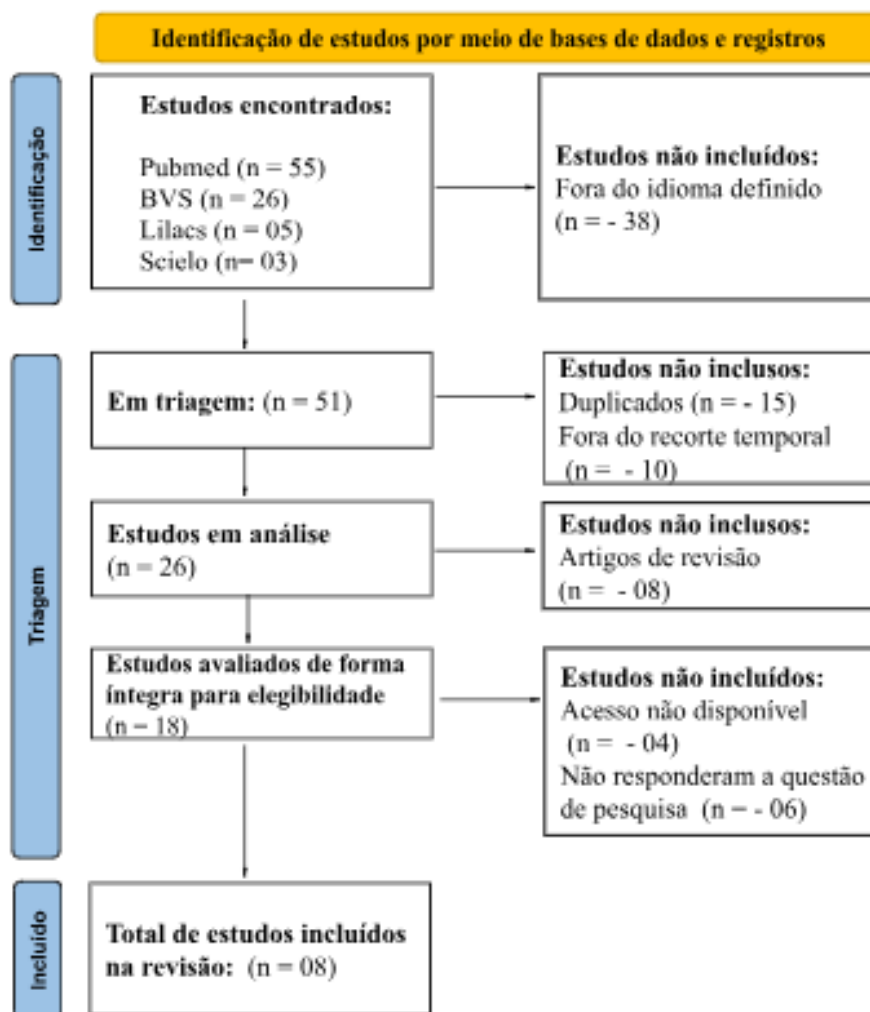 Identificação de estudos por meio de bases de dados e registros
Identificação
Estudos encontrados:
Pubmed (n = 55)
BVS (n = 26)
Lilacs (n = 05)
Scielo (n= 03)
Estudos não incluídos:
Fora do idioma definido
(n = - 38)
Triagem
Em triagem: (n = 51)
Estudos não inclusos:
Duplicados (n = - 15)
Fora do recorte temporal
(n = - 10)
Estudos em análise
(n = 26)
Estudos não inclusos:
Artigos de revisão
(n = - 08)
Estudos avaliados de forma
íntegra para elegibilidade
(n = 18)
Estudos não incluídos:
Acesso não disponível
(n = - 04)
Não responderam a questão
de pesquisa (n = - 06)
Incluído
Total de estudos incluídos
na revisão: (n = 08)